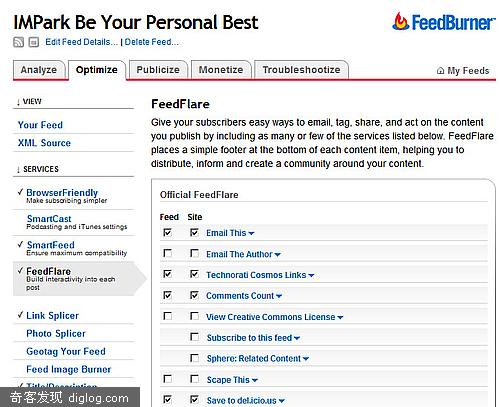 IMPark Be Your Personal Best
FeedBurner
Edit Feed Details... | Delete Feed...
Analyze
Optimize
Publicize
Monetize
Troubleshootize
My Feeds
↓ VIEW
Your Feed
XML Source
↓ SERVICES
BrowserFriendly
Make subscribing simpler
SmartCast
Podcasting and iTunes settings
SmartFeed
Ensure maximum compatibility
FeedFlare
Build interactivity into each
post
Link Splicer
Photo Splicer
Geotag Your Feed
Feed Image Burner
Title/Description
FeedFlare
Give your subscribers easy ways to email, tag, share, and act on the content
you publish by including as many or few of the services listed below. FeedFlare
places a simple footer at the bottom of each content item, helping you to
distribute, inform and create a community around your content.
Official FeedFlare
Feed Site
Email This
Email The Author
Technorati Cosmos Links
Comments Count
View Creative Commons License
Subscribe to this feed
Sphere: Related Content
Scape This
Save to del.icio.us
奇客发现 diglog.com